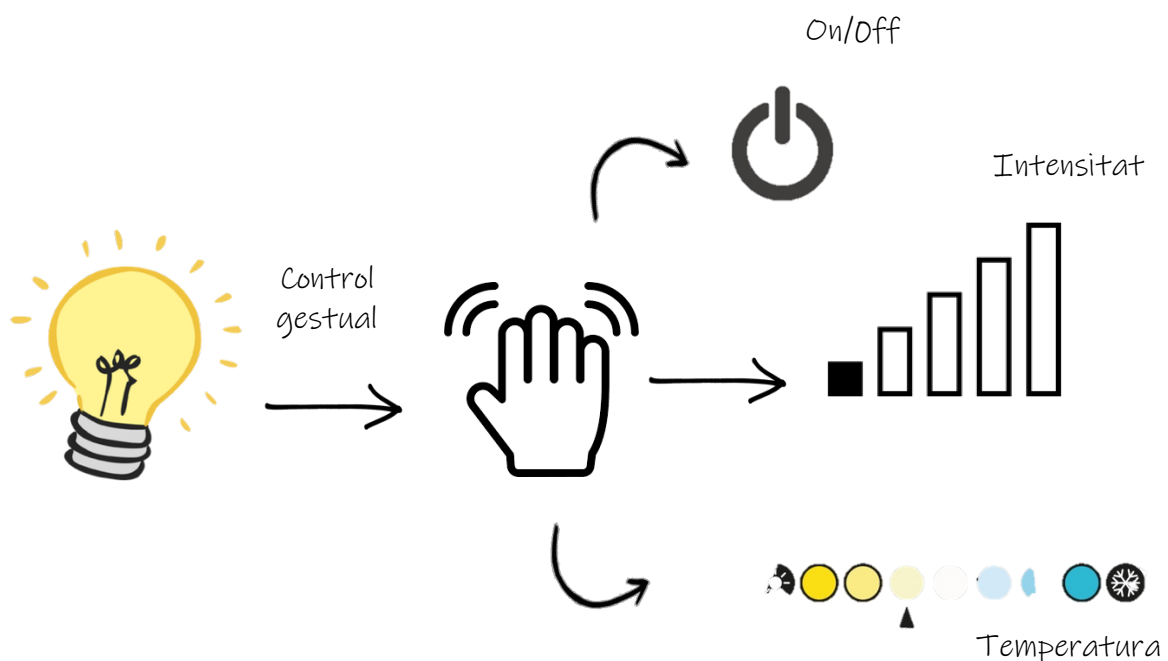 On/Off
Intensitat
Control
gestual
Temperatura